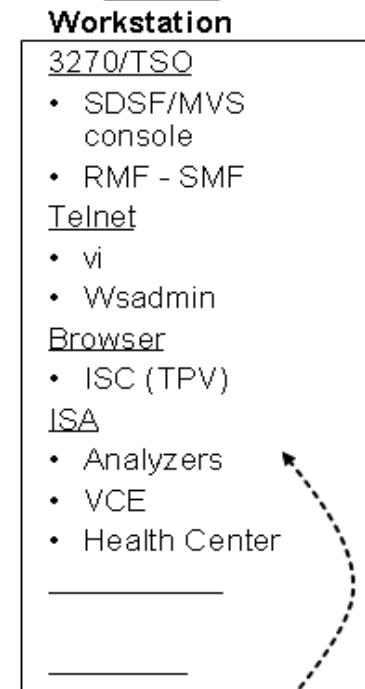 Workstation
3270/TSO
• SDSF/MVS
console
• RMF - SMF
Telnet
• vi
• Wsadmin
Browser
• ISC (TPV)
ISA
• Analyzers
• VCE
• Health Center